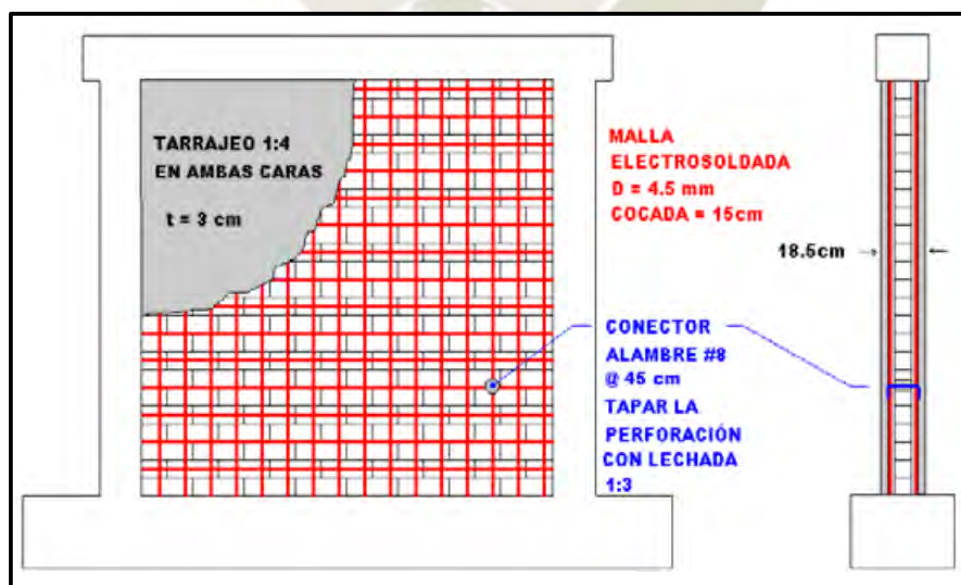 TARRAJEO 1:4
EN AMBAS CARAS
t = 3 cm
MALLA
ELECTROSOLDADA
D = 4.5 mm
COCADA = 15cm
18.5cm
CONECTOR
ALAMBRE #8
@ 45 cm
TAPAR LA
PERFORACIÓN
CON LECHADA
1:3